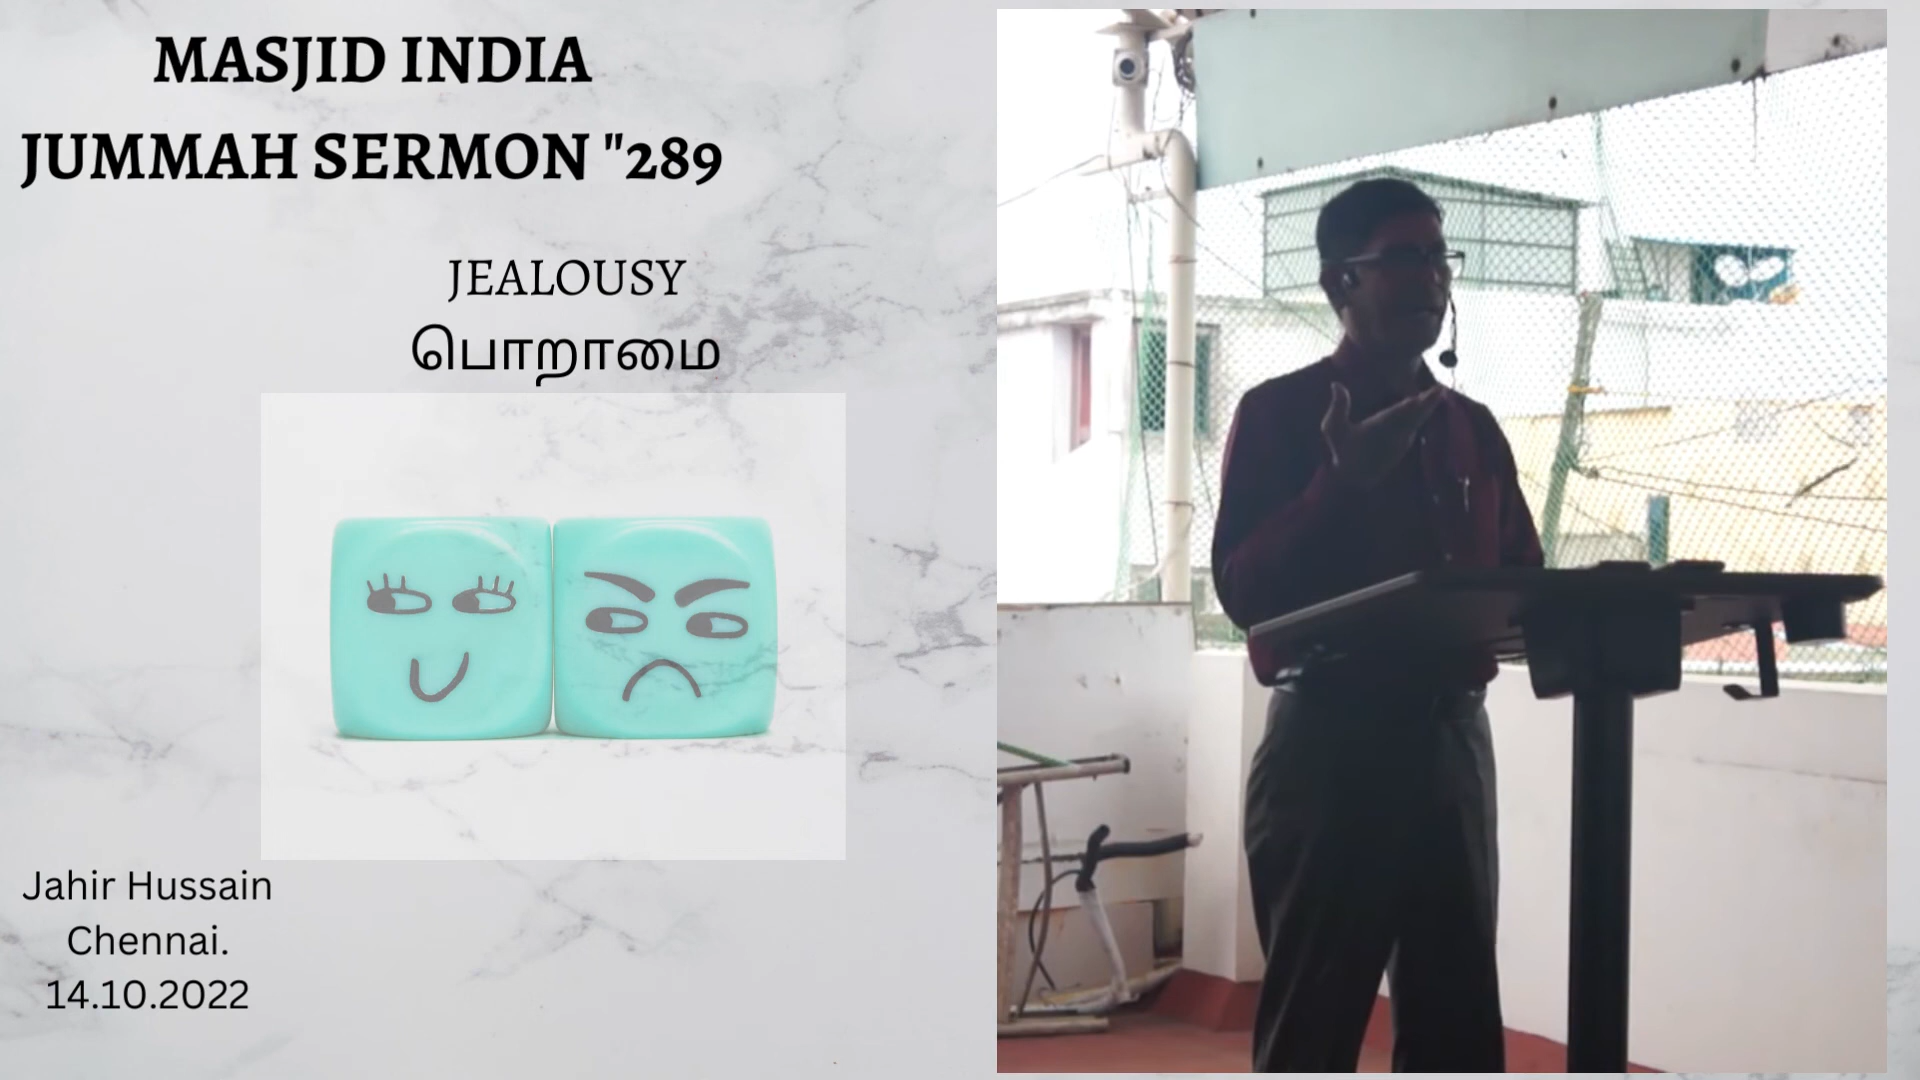 MASJID INDIA
JUMMAH SERMON "289
JEALOUSY
பொறாமை
Jahir Hussain
Chennai.
14.10.2022